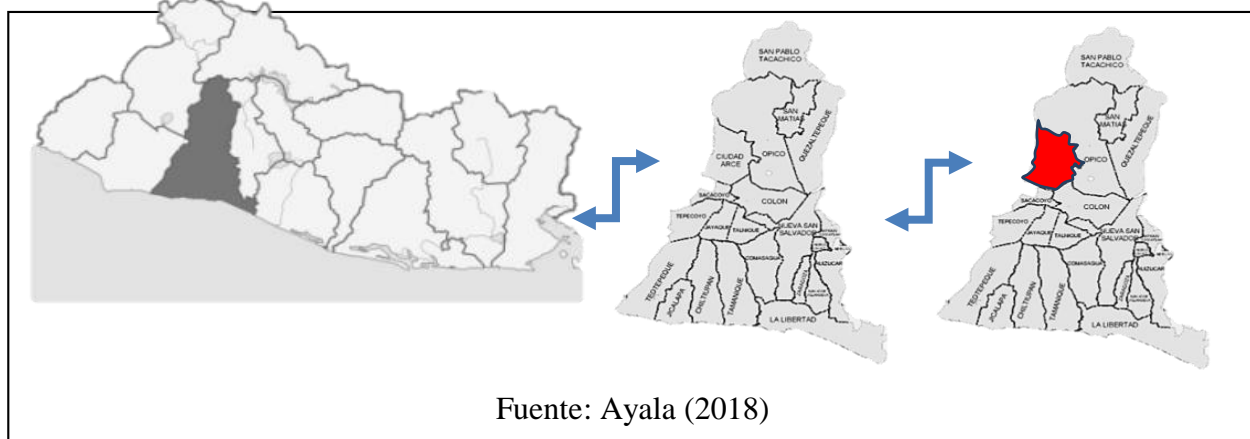 SAN PABLO
TACACHICO
SAN
MATIAS
QUEZALTEPEQUE
CIUDAD
ARCE
OPICO
SACACOYO
COLON
TEPECOYO
JAYAQUE
TALNIQUE
NUEVA SAN
SALVADOR
COMASAGUA
HUIZUCAR
TEOTEPEQUE
JICALAPA
CHILTIUPAN
TAMANIQUE
ZARAGOZA
LA LIBERTAD
SAN PABLO
TACACHICO
SAN
MATIAS
QUEZALTEPEQUE
OPICO
SACACOYO
COLON
TEPECOYO
JAYAQUE
TALNIQUE
NUEVA SAN
SALVADOR
COMASAGUA
HUIZUCAR
TEOTEPEQUE
JICALAPA
CHILTIUPAN
TAMANIQUE
ZARAGOZA
LA LIBERTAD
Fuente: Ayala (2018)